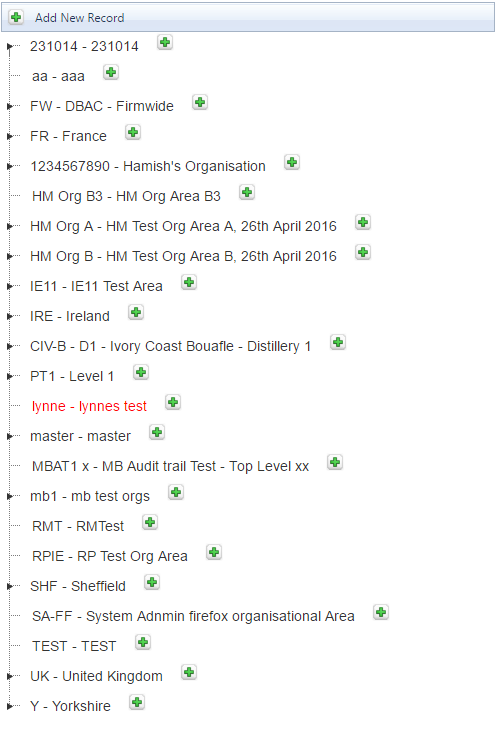 Add New Record
231014 - 231014
aa - aaa
FW - DBAC - Firmwide
FR - France
1234567890 - Hamish's Organisation
HM Org B3 - HM Org Area B3
HM Org A - HM Test Org Area A, 26th April 2016
HM Org B - HM Test Org Area B, 26th April 2016
IE11 - IE11 Test Area
IRE - Ireland
CIV-B - D1 - Ivory Coast Bouafle - Distillery 1
PT1 - Level 1
lynne - lynnes test
master - master
MBAT1 x - MB Audit trail Test - Top Level xx
mb1 - mb test orgs
RMT - RMTest
RPIE - RP Test Org Area
SHF - Sheffield
SA-FF - System Adnmin firefox organisational Area
TEST - TEST
UK - United Kingdom
Y - Yorkshire